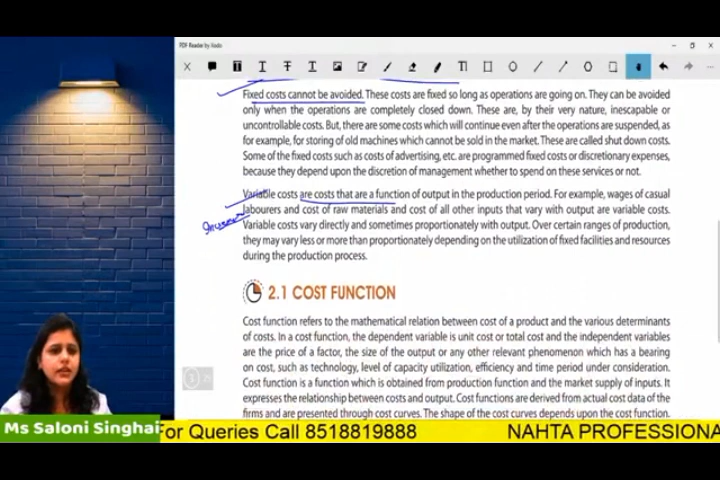 PDF Reader by Xodo
Fixed costs cannot be avoided. These costs are fixed so long as operations are going on. They can be avoided
only when the operations are completely closed down. These are, by their very nature, inescapable or
uncontrollable costs. But, there are some costs which will continue even after the operations are suspended, as
for example, for storing of old machines which cannot be sold in the market. These are called shut down costs.
Some of the fixed costs such as costs of advertising, etc. are programmed fixed costs or discretionary expenses,
because they depend upon the discretion of management whether to spend on these services or not.
Variable costs are costs that are a function of output in the production period. For example, wages of casual
labourers and cost of raw materials and cost of all other inputs that vary with output are variable costs.
Variable costs vary directly and sometimes proportionately with output. Over certain ranges of production,
they may vary less or more than proportionately depending on the utilization of fixed facilities and resources
during the production process.
2.1 COST FUNCTION
Cost function refers to the mathematical relation between cost of a product and the various determinants
of costs. In a cost function, the dependent variable is unit cost or total cost and the independent variables
are the price of a factor, the size of the output or any other relevant phenomenon which has a bearing
on cost, such as technology, level of capacity utilization, efficiency and time period under consideration.
Cost function is a function which is obtained from production function and the market supply of inputs. It
expresses the relationship between costs and output. Cost functions are derived from actual cost data of the
firms and are presented through cost curves. The shape of the cost curves depends upon the cost function.
Ms Saloni Singhai
or Queries Call 8518819888 NAHTA PROFESSIONA